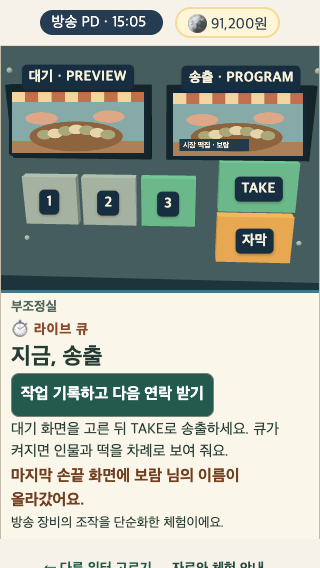 방송 PD · 15:05
91,200원
대기 · PREVIEW
송출 · PROGRAM
시장 떡집 · 보람
1
2
3
TAKE
자막
부조정실
라이브 큐
지금, 송출
작업 기록하고 다음 연락 받기
대기 화면을 고른 뒤 TAKE로 송출하세요. 큐가
켜지면 인물과 떡을 차례로 보여 줘요.
마지막 손끝 화면에 보람 님의 이름이
올라갔어요.
방송 장비의 조작을 단순화한 체험이에요.